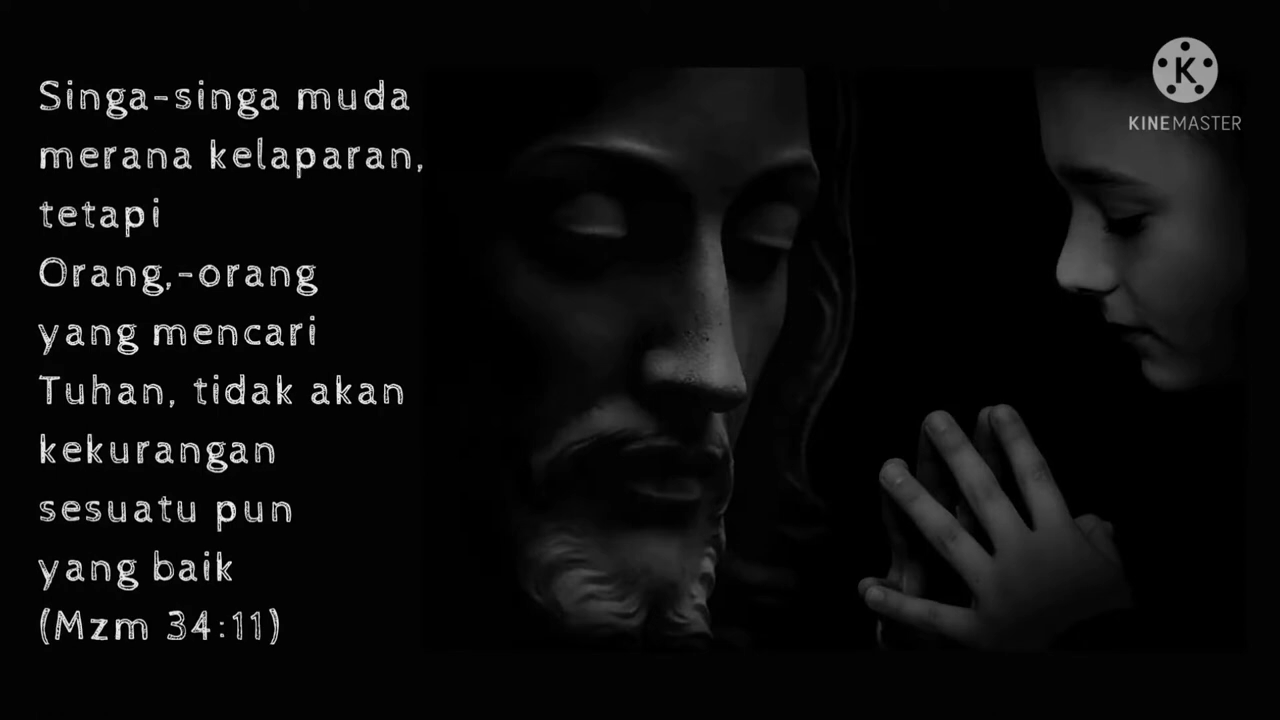 Singa-singa muda
merana kelaparan,
tetapi
Orang,-orang
yang mencari
Tuhan, tidak akan
kekurangan
sesuatu pun
yang baik
(Mzm 34:11)
K
KINEMASTER